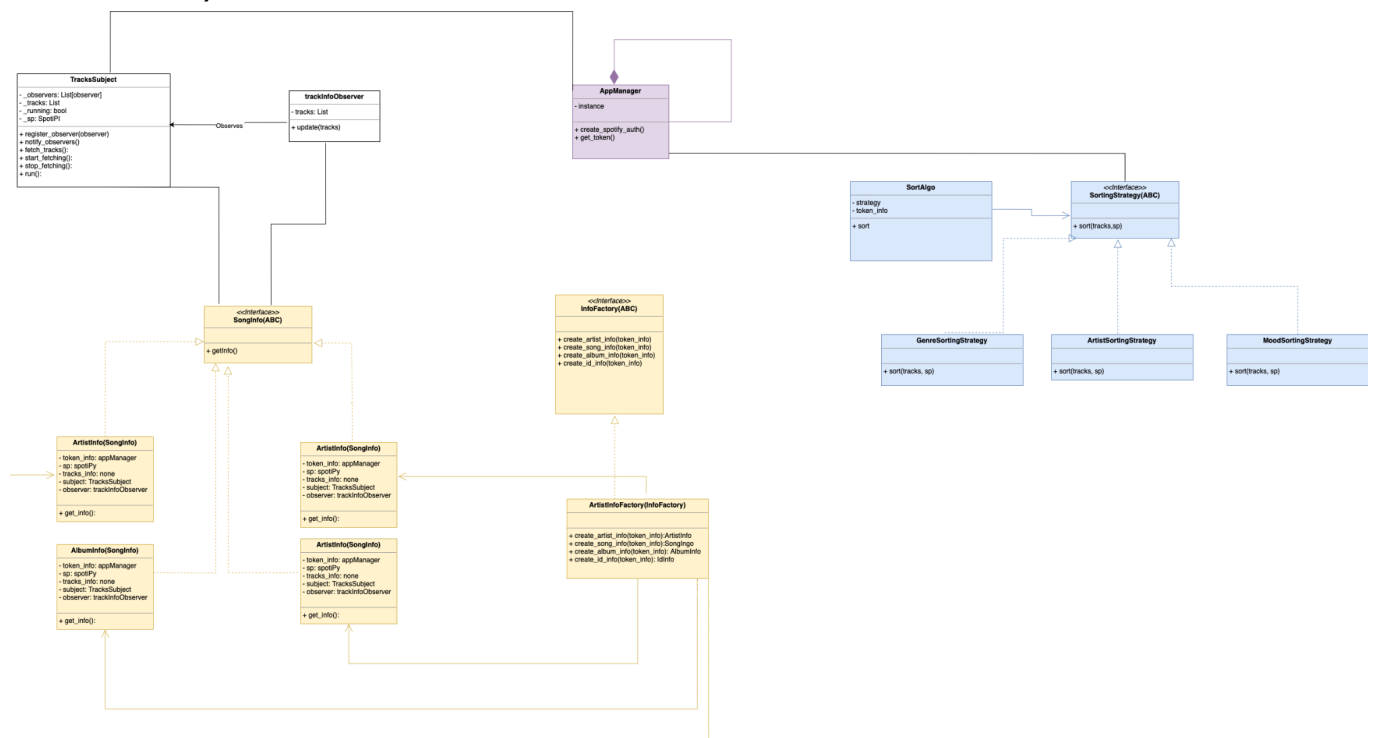 TracksSubject
- _observers: List[observer]
- _tracks: List
- _running: bool
- _sp: SpotiPI
+ register_observer(observer)
+ notify_observers()
+ fetch_tracks():
+ start_fetching():
+ stop_fetching():
+ run():
Observes
trackInfoObserver
- tracks: List
+ update(tracks)
AppManager
- instance
+ create_spotify_auth()
+ get_token()
SortAlgo
- strategy
- token_info
+ sort
<<Interface>>
SortingStrategy(ABC)
+ sort(tracks,sp)
GenreSortingStrategy
+ sort(tracks, sp)
ArtistSortingStrategy
+ sort(tracks, sp)
MoodSortingStrategy
+ sort(tracks, sp)
<<Interface>>
SongInfo(ABC)
+ getInfo()
<<Interface>>
InfoFactory(ABC)
+ create_artist_info(token_info)
+ create_song_info(token_info)
+ create_album_info(token_info)
+ create_id_info(token_info)
ArtistInfo(SongInfo)
- token_info: appManager
- sp: spotiPy
- tracks_info: none
- subject: TracksSubject
- observer: trackInfoObserver
+ get_info():
ArtistInfo(SongInfo)
- token_info: appManager
- sp: spotiPy
- tracks_info: none
- subject: TracksSubject
- observer: trackInfoObserver
+ get_info():
AlbumInfo(SongInfo)
- token_info: appManager
- sp: spotiPy
- tracks_info: none
- subject: TracksSubject
- observer: trackInfoObserver
+ get_info():
ArtistInfo(SongInfo)
- token_info: appManager
- sp: spotiPy
- tracks_info: none
- subject: TracksSubject
- observer: trackInfoObserver
+ get_info():
ArtistInfoFactory(InfoFactory)
+ create_artist_info(token_info):ArtistInfo
+ create_song_info(token_info):SongIngo
+ create_album_info(token_info): AlbumInfo
+ create_id_info(token_info): IdInfo